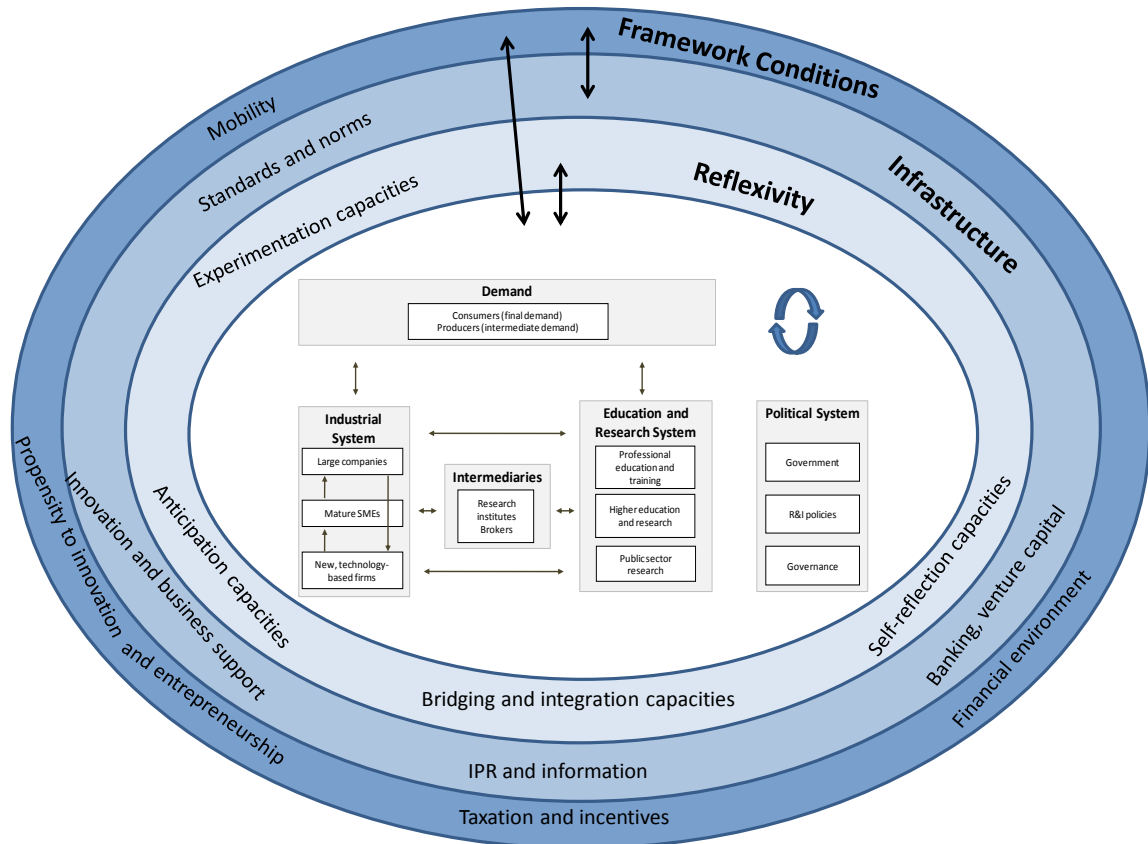 Framework Conditions
Mobility
Standards and norms
Infrastructure
Reflexivity
Experimentation capacities
Demand
Consumers (final demand)
Producers (intermediate demand)
Industrial
System
Large companies
Mature SMEs
New, technology-
based firms
Intermediaries
Research
institutes
Brokers
Education and
Research System
Professional
education and
training
Higher education
and research
Public sector
research
Political System
Government
R&I policies
Governance
Propensity to innovation and entrepreneurship
Innovation and business support
Anticipation capacities
Self-reflection capacities
Banking, venture capital
Financial environment
Bridging and integration capacities
IPR and information
Taxation and incentives